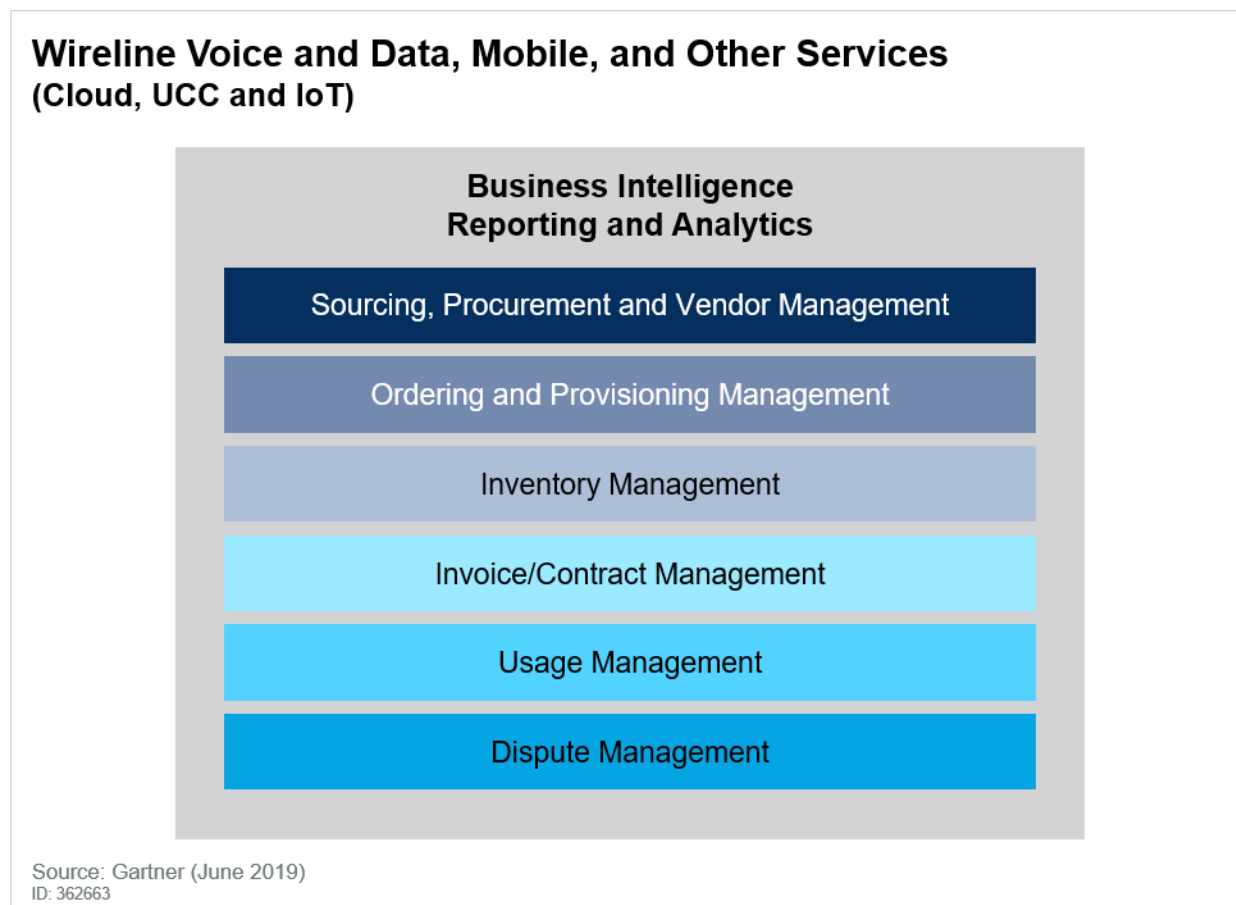 Wireline Voice and Data, Mobile, and Other Services
(Cloud, UCC and IoT)
Business Intelligence
Reporting and Analytics
Sourcing, Procurement and Vendor Management
Ordering and Provisioning Management
Inventory Management
Invoice/Contract Management
Usage Management
Dispute Management
Source: Gartner (June 2019)
ID: 362663